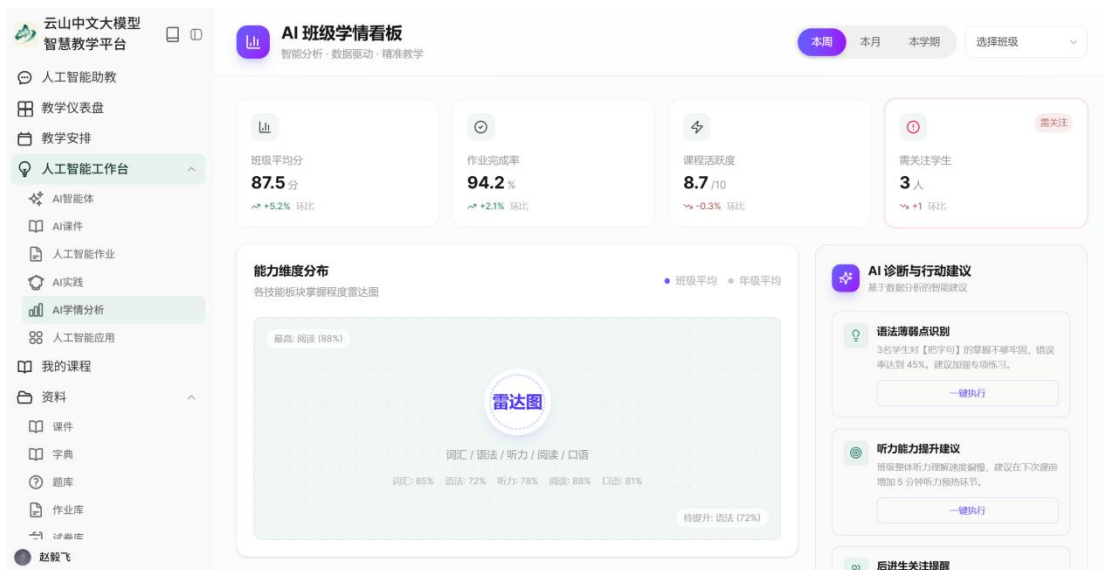 云山中文大模型
智慧教学平台
人工智能助教
教学仪表盘
教学安排
人工智能工作台
AI智能体
AI课件
人工智能作业
AI实践
AI学情分析
人工智能应用
我的课程
资料
课件
字典
题库
作业库
试卷库
赵毅飞
AI 班级学情看板
智能分析 · 数据驱动 · 精准教学
本周 本月 本学期 选择班级
班级平均分
87.5 分
+5.2% 环比
作业完成率
94.2 %
+2.1% 环比
课程活跃度
8.7 /10
-0.3% 环比
需关注
需关注学生
3 人
+1 环比
能力维度分布
各技能板块掌握程度雷达图
班级平均 年级平均
最高: 阅读 (88%)
雷达图
词汇 / 语法 / 听力 / 阅读 / 口语
词汇: 85% 语法: 72% 听力: 78% 阅读: 88% 口语: 81%
待提升: 语法 (72%)
AI 诊断与行动建议
基于数据分析的智能建议
语法薄弱点识别
3名学生对【把字句】的掌握不够牢固，错误
率达到 45%。建议加强专项练习。
一键执行
听力能力提升建议
班级整体听力理解速度偏慢，建议在下次课前
增加 5 分钟听力预热环节。
一键执行
后进生关注提醒